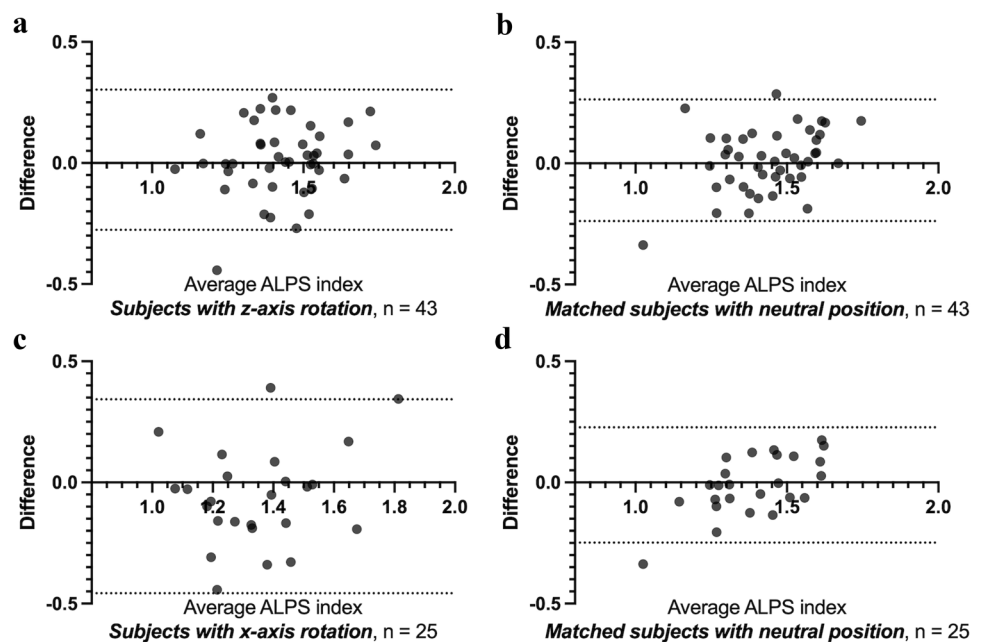 a
0.5
0.0
-0.5
Difference
1.0
1.5
2.0
Average ALPS index
Subjects with z-axis rotation, n = 43
b
0.5
0.0
-0.5
Difference
1.0
1.5
2.0
Average ALPS index
Matched subjects with neutral position, n = 43
c
0.5
0.0
-0.5
Difference
1.0
1.2
1.4
1.6
1.8
2.0
Average ALPS index
Subjects with x-axis rotation, n = 25
d
0.5
0.0
-0.5
Difference
1.0
1.5
2.0
Average ALPS index
Matched subjects with neutral position, n = 25